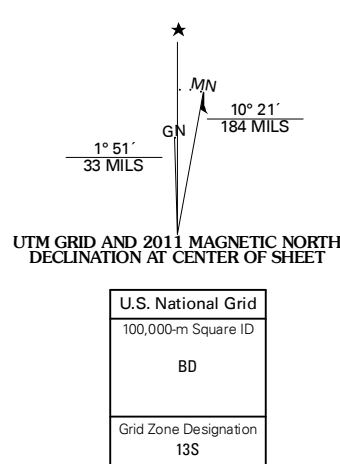 ★
MN
10° 21´
184 MILS
GN
1° 51´
33 MILS
UTM GRID AND 2011 MAGNETIC NORTH
DECLINATION AT CENTER OF SHEET
U.S. National Grid
100,000-m Square ID
BD
Grid Zone Designation
13S